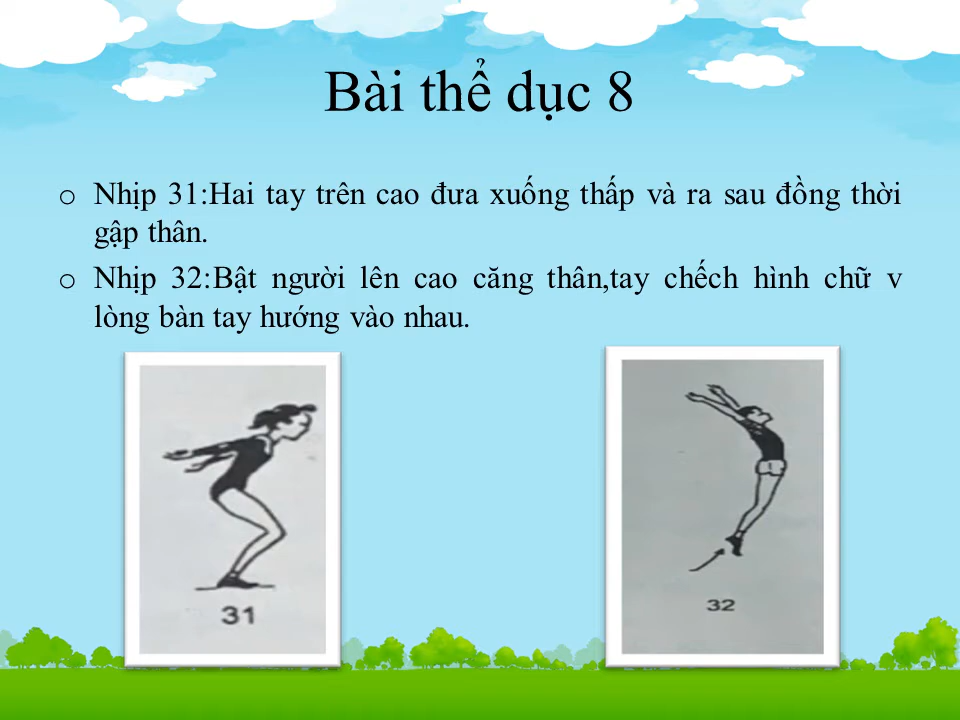 Bài thể dục 8
o Nhịp 31:Hai tay trên cao đưa xuống thấp và ra sau đồng thời
gập thân.
o Nhịp 32:Bật người lên cao căng thân,tay chếch hình chữ v
lòng bàn tay hướng vào nhau.
31
32